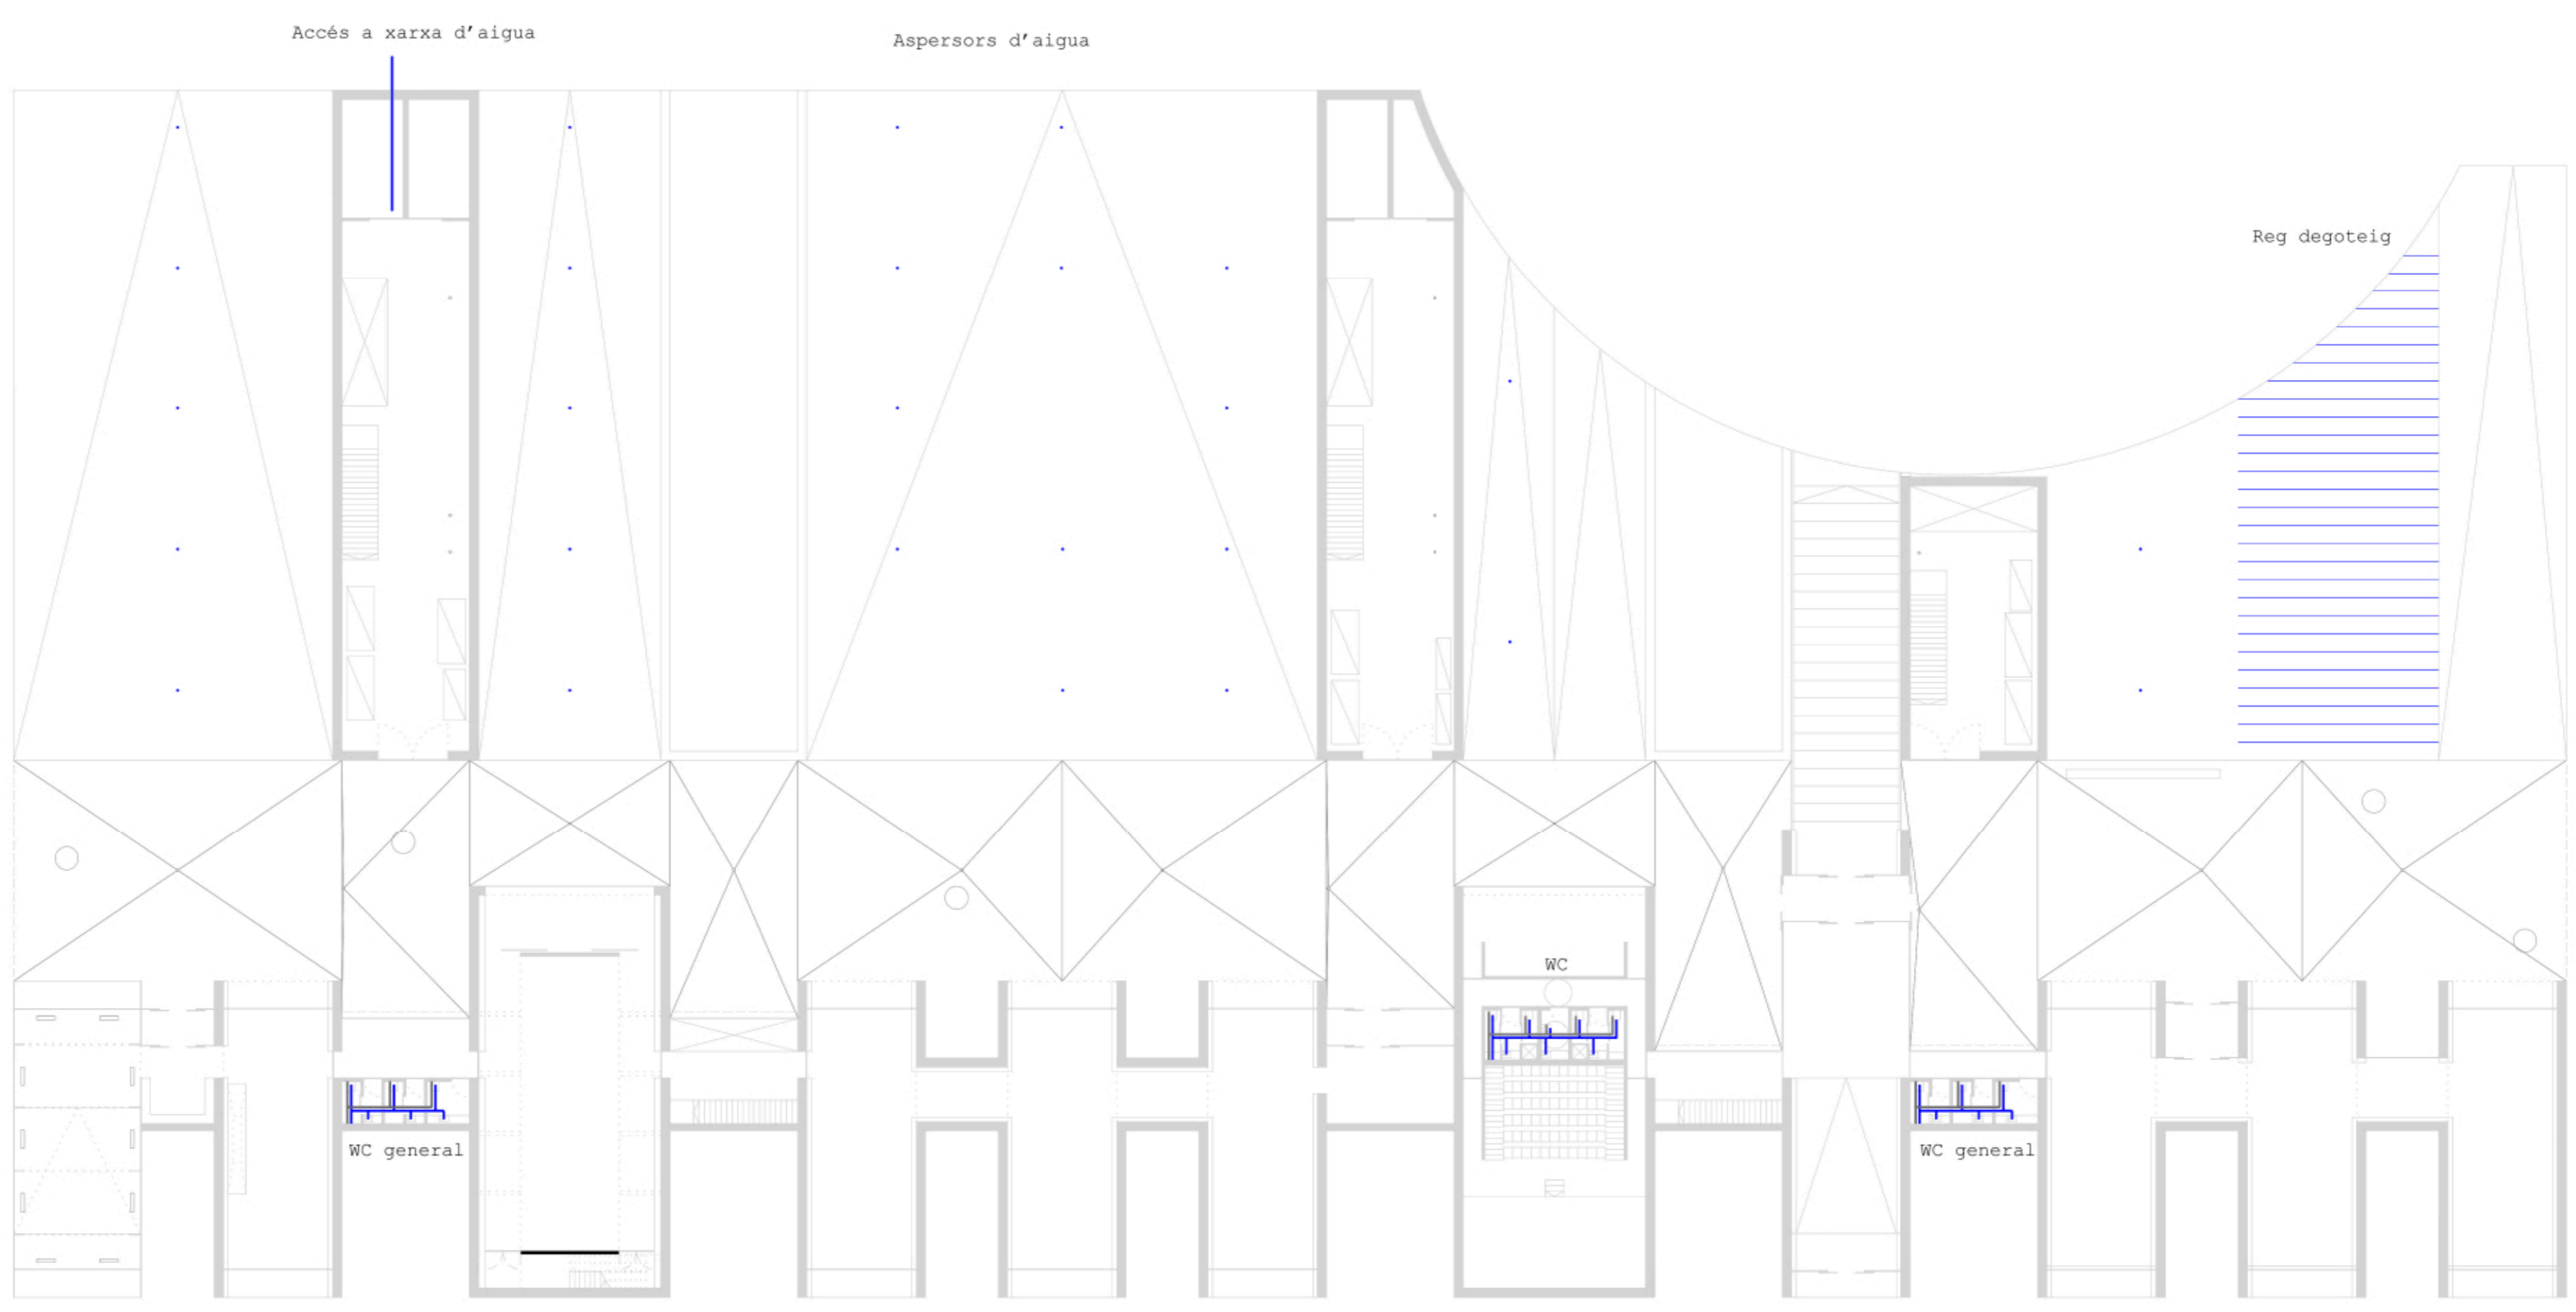 Accés a xarxa d’aigua
Aspersors d’aigua
Reg degoteig
WC
WC general
WC general